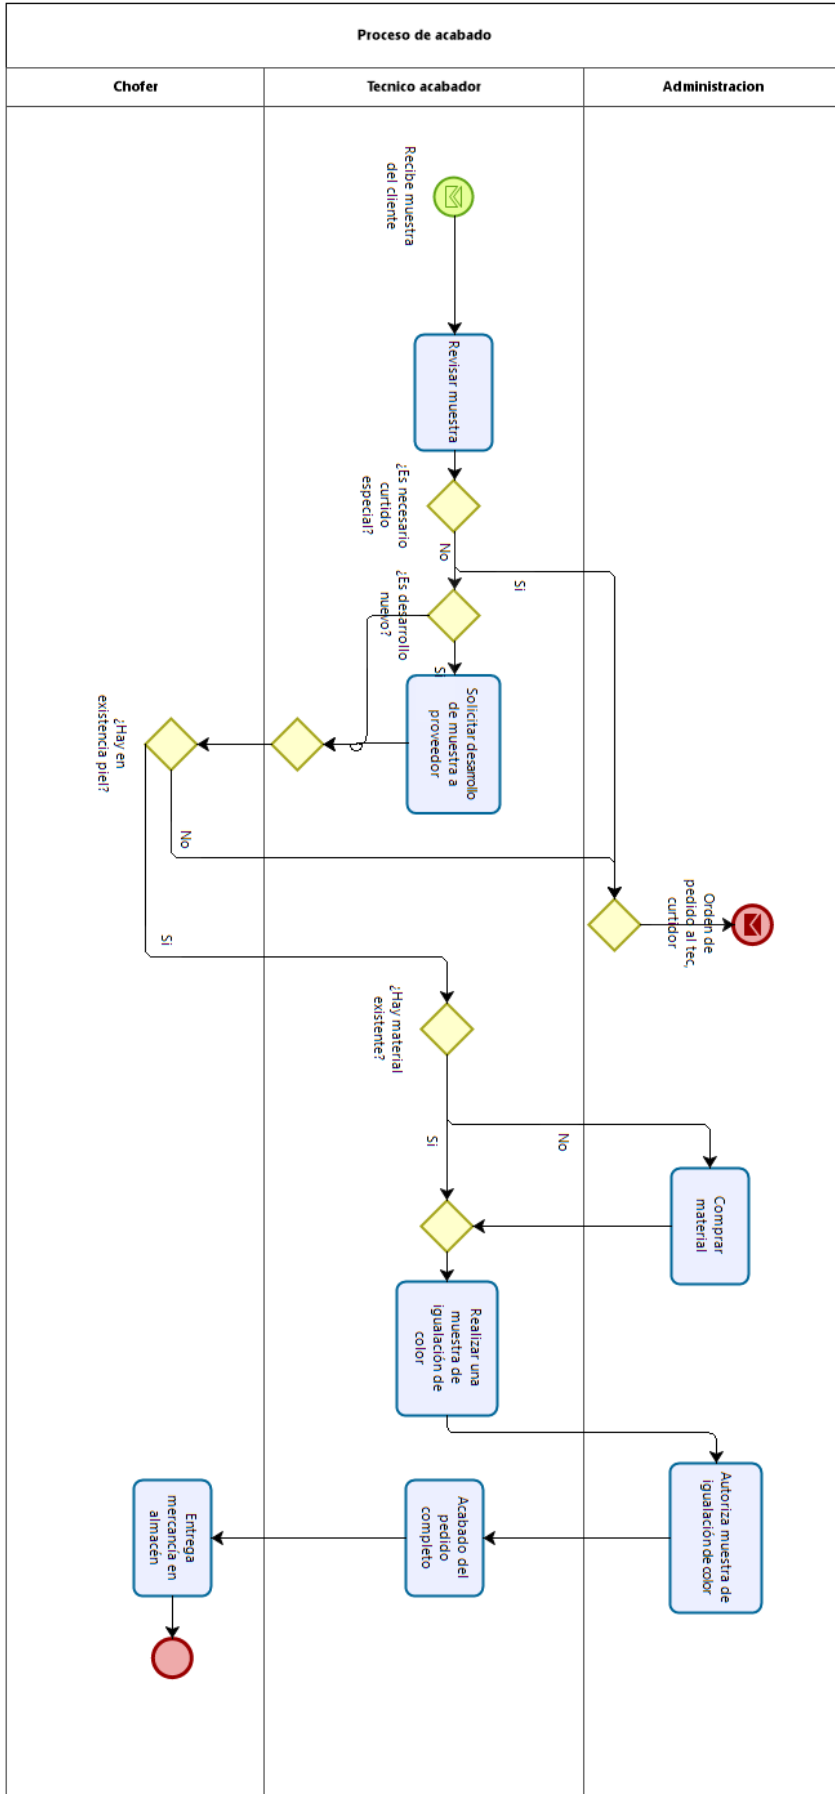 Proceso de acabado
Chofer
Tecnico acabador
Administracion
Recibe muestra
del cliente
Revisar muestra
¿Es necesario
curtido
especial?
No
Si
¿Es desarrollo
nuevo?
Si
Solicitar desarrollo
de muestra a
proveedor
¿Hay en
existencia piel?
No
Si
Orden de
pedido al tec,
curtidor
¿Hay material
existente?
Si
No
Comprar
material
Realizar una
muestra de
igualación de
color
Autoriza muestra de
igualación de color
Acabado del
pedido
completo
Entrega
mercancía en
almacén